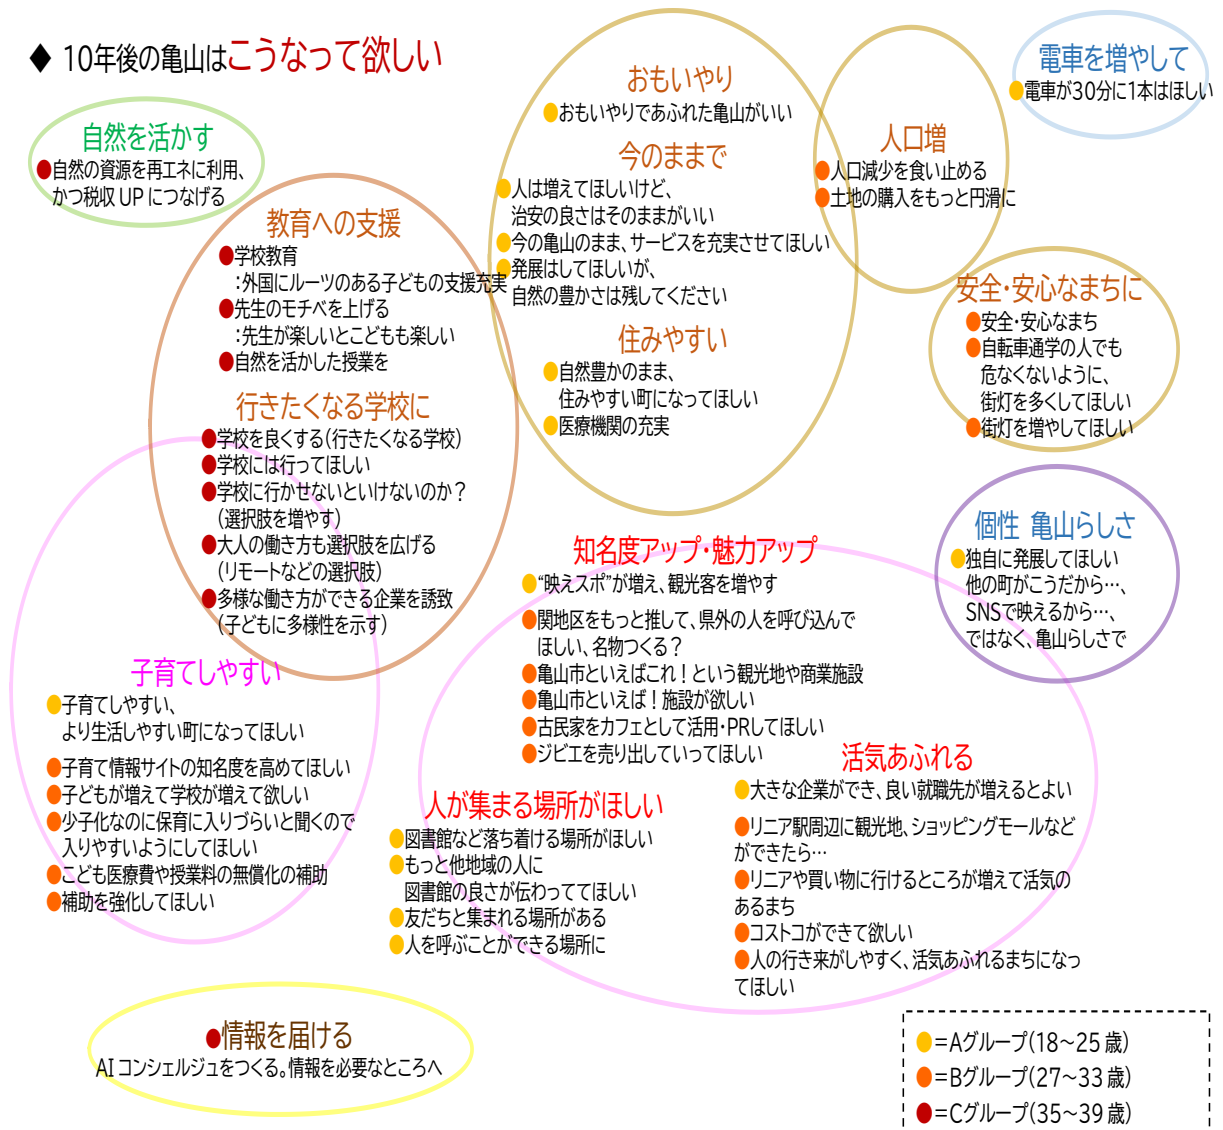 ◆ 10年後の亀山はこうなって欲しい
自然を活かす
●自然の資源を再エネに利用、
かつ税収 UP につなげる
教育への支援
●学校教育
：外国にルーツのある子どもの支援充実
●先生のモチベを上げる
：先生が楽しいとこどもも楽しい
●自然を活かした授業を
行きたくなる学校に
●学校を良くする（行きたくなる学校）
●学校には行ってほしい
●学校に行かせないといけないのか？
（選択肢を増やす）
●大人の働き方も選択肢を広げる
（リモートなどの選択肢）
●多様な働き方ができる企業を誘致
（子どもに多様性を示す）
子育てしやすい
●子育てしやすい、
より生活しやすい町になってほしい
●子育て情報サイトの知名度を高めてほしい
●子どもが増えて学校が増えて欲しい
●少子化なのに保育に入りづらいと聞くので
入りやすいようにしてほしい
●こども医療費や授業料の無償化の補助
●補助を強化してほしい
おもいやり
●おもいやりであふれた亀山がいい
今のままで
●人は増えてほしいけど、
治安の良さはそのままがいい
●今の亀山のまま、サービスを充実させてほしい
●発展はしてほしいが、
自然の豊かさは残してください
住みやすい
●自然豊かのまま、
住みやすい町になってほしい
●医療機関の充実
人口増
●人口減少を食い止める
●土地の購入をもっと円滑に
電車を増やして
●電車が30分に1本はほしい
安全・安心なまちに
●安全・安心なまち
●自転車通学の人でも
危なくないように、
街灯を多くしてほしい
●街灯を増やしてほしい
個性 亀山らしさ
●独自に発展してほしい
他の町がこうだから…、
SNSで映えるから…、
ではなく、亀山らしさで
知名度アップ・魅力アップ
●“映えスポ”が増え、観光客を増やす
●関地区をもっと推して、県外の人を呼び込んで
ほしい、名物つくる？
●亀山市といえばこれ！という観光地や商業施設
●亀山市といえば！施設が欲しい
●古民家をカフェとして活用・PRしてほしい
●ジビエを売り出していってほしい
人が集まる場所がほしい
●図書館など落ち着ける場所がほしい
●もっと他地域の人に
図書館の良さが伝わっててほしい
●友だちと集まれる場所がある
●人を呼ぶことができる場所に
活気あふれる
●大きな企業ができ、良い就職先が増えるとよい
●リニア駅周辺に観光地、ショッピングモールなど
ができたら…
●リニアや買い物に行けるところが増えて活気の
あるまち
●コストコができて欲しい
●人の行き来がしやすく、活気あふれるまちになっ
てほしい
●情報を届ける
AI コンシェルジュをつくる。情報を必要なところへ
●=Aグループ(18～25 歳)
●=Bグループ(27～33 歳)
●=Cグループ(35～39 歳)